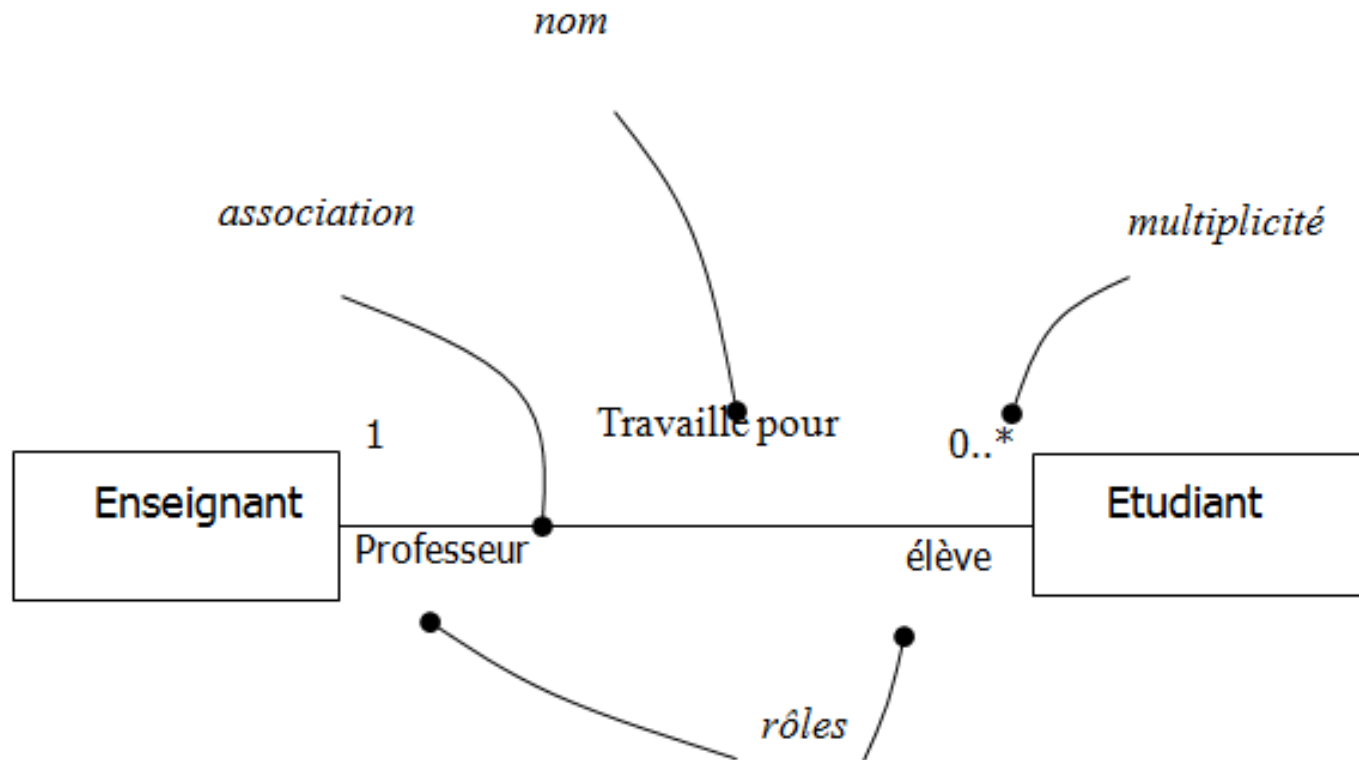 nom
association
multiplicité
1
Travaille pour
0..*
Enseignant
Etudiant
Professeur
élève
rôles